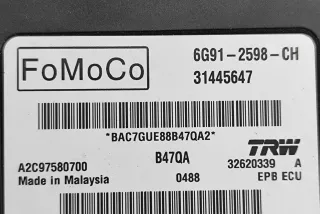 FoMoCo
6G91-2598-CH
31445647
*BAC7GUE88B47QA2*
B47QA
TRW
A2C97580700
32620339 A
Made in Malaysia
0488
EPB ECU